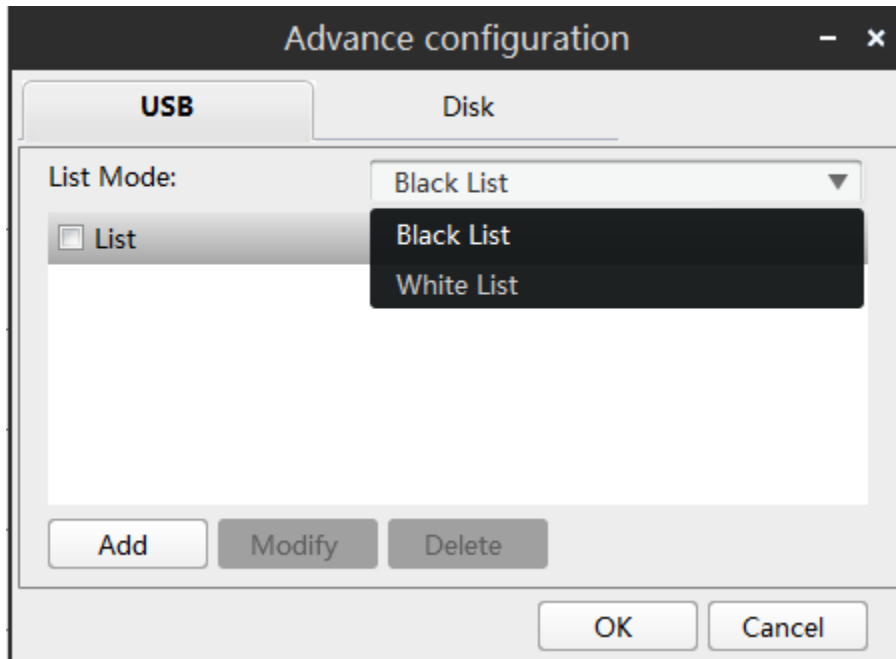 Advance configuration
USB Disk
List Mode: Black List
List Black List
White List
Add Modify Delete
OK Cancel